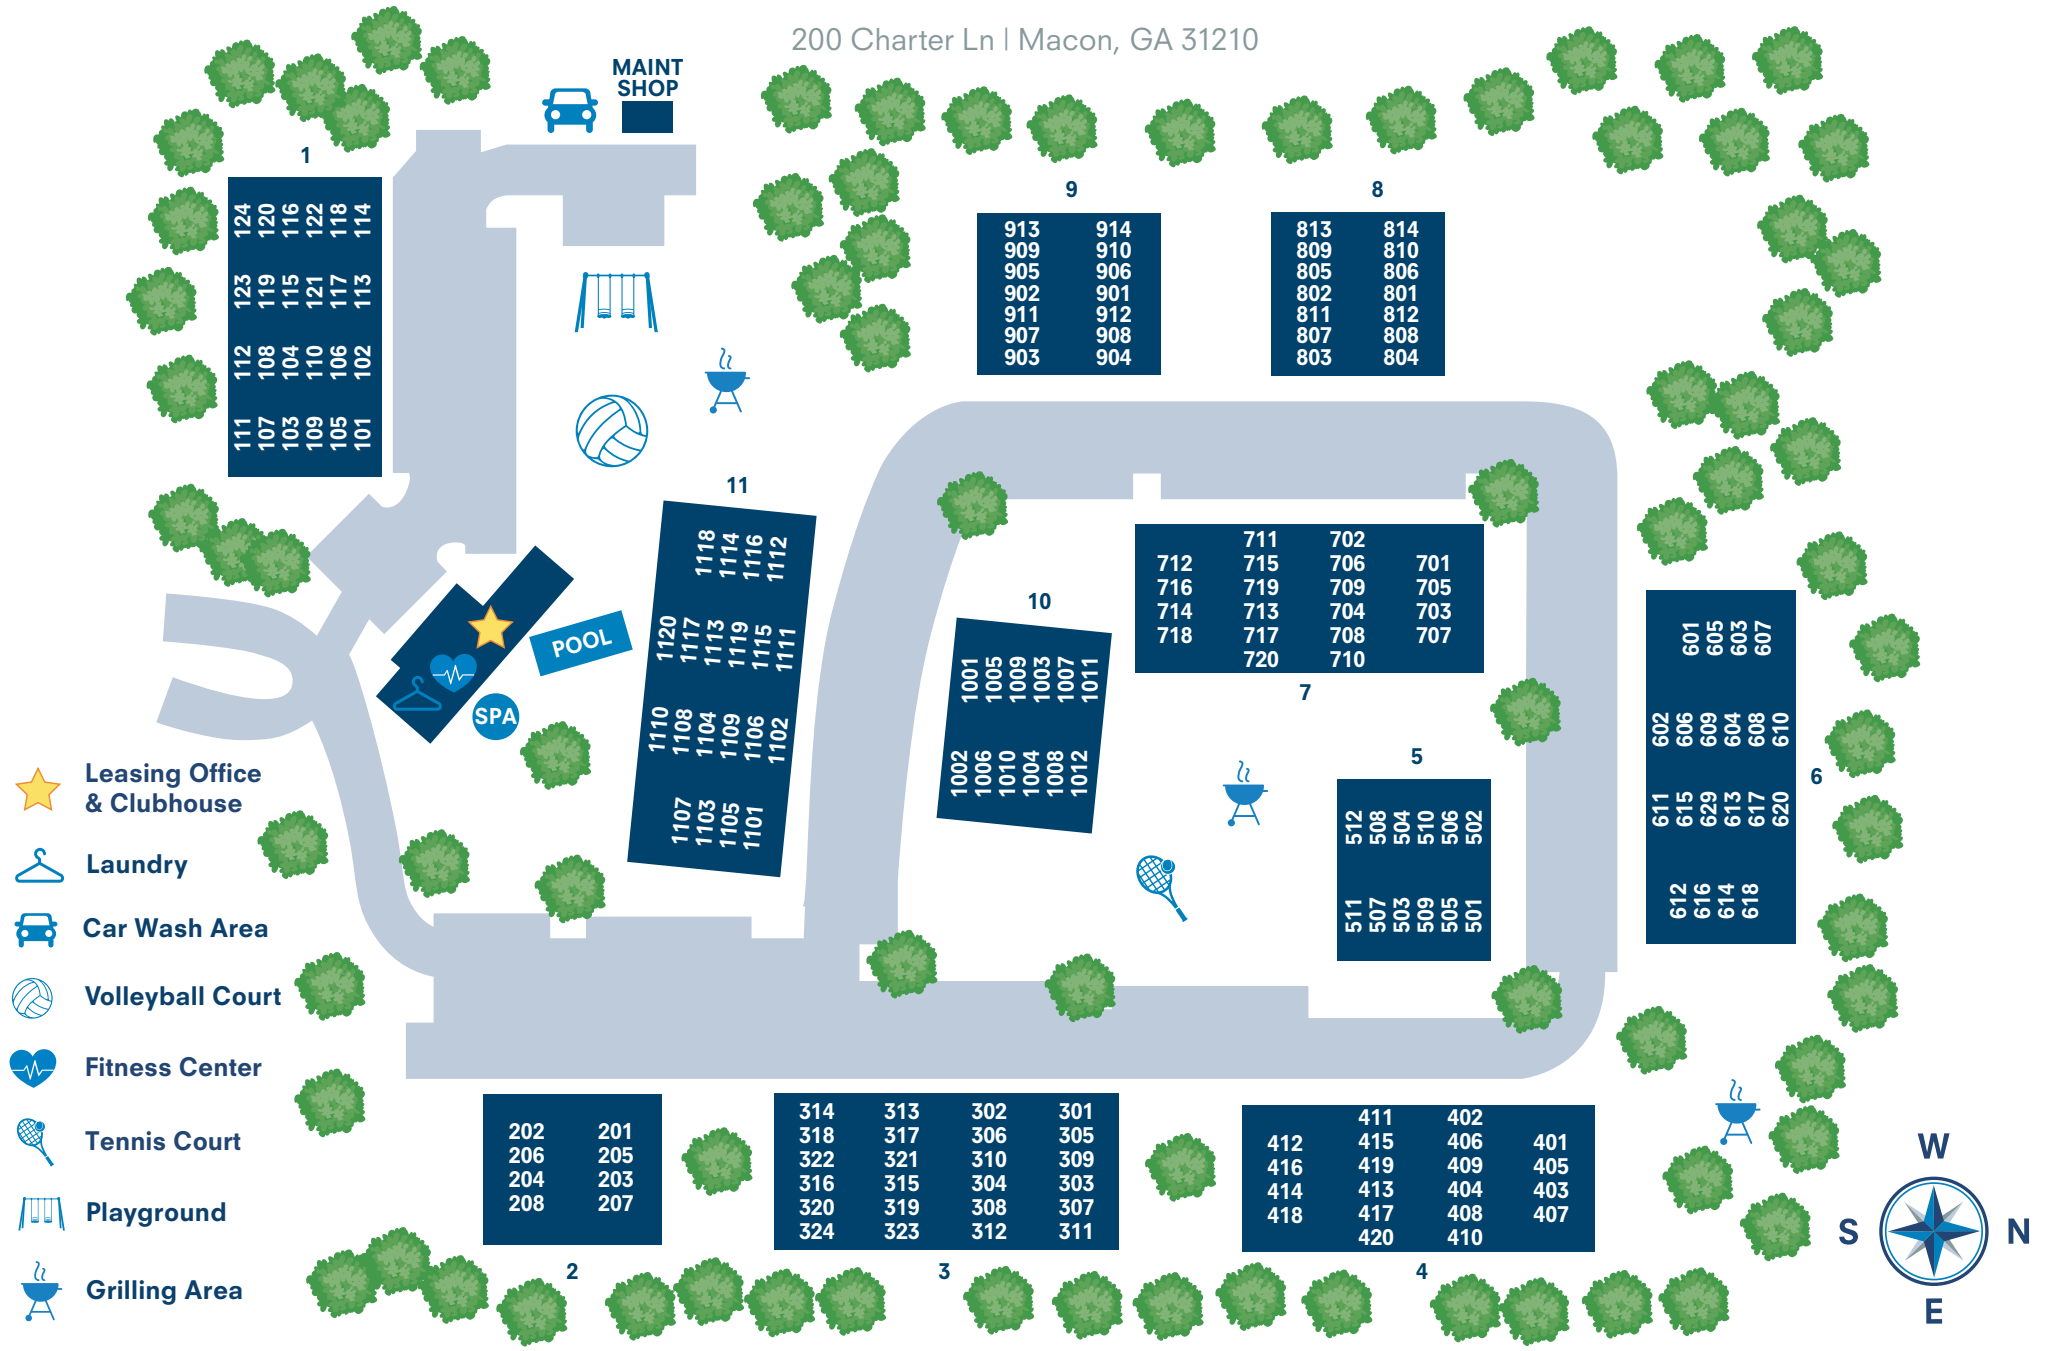 200 Charter Ln | Macon, GA 31210
MAINT
SHOP
1
124 120 116 122 118 114
123 119 115 121 117 113
112 108 104 110 106 102
111 107 103 109 105 101
9
913 914
909 910
905 906
902 901
911 912
907 908
903 904
8
813 814
809 810
805 806
802 801
811 812
807 808
803 804
11
1118 1114 1116 1112
1120 1117 1113 1119 1115 1111
1110 1108 1104 1109 1106 1102
1107 1103 1105 1101
POOL
SPA
10
1001 1005 1009 1003 1007 1011
1002 1006 1010 1004 1008 1012
711 702
712 715 706 701
716 719 709 705
714 713 704 703
718 717 708 707
720 710
7
5
512 508 504 510 506 502
511 507 503 509 505 501
601 605 603 607
602 606 609 604 608 610
6
611 615 629 613 617 620
612 616 614 618
Leasing Office
& Clubhouse
Laundry
Car Wash Area
Volleyball Court
Fitness Center
Tennis Court
Playground
Grilling Area
202 201
206 205
204 203
208 207
2
314 313 302 301
318 317 306 305
322 321 310 309
316 315 304 303
320 319 308 307
324 323 312 311
3
411 402
412 415 406 401
416 419 409 405
414 413 404 403
418 417 408 407
420 410
4
W
S N
E